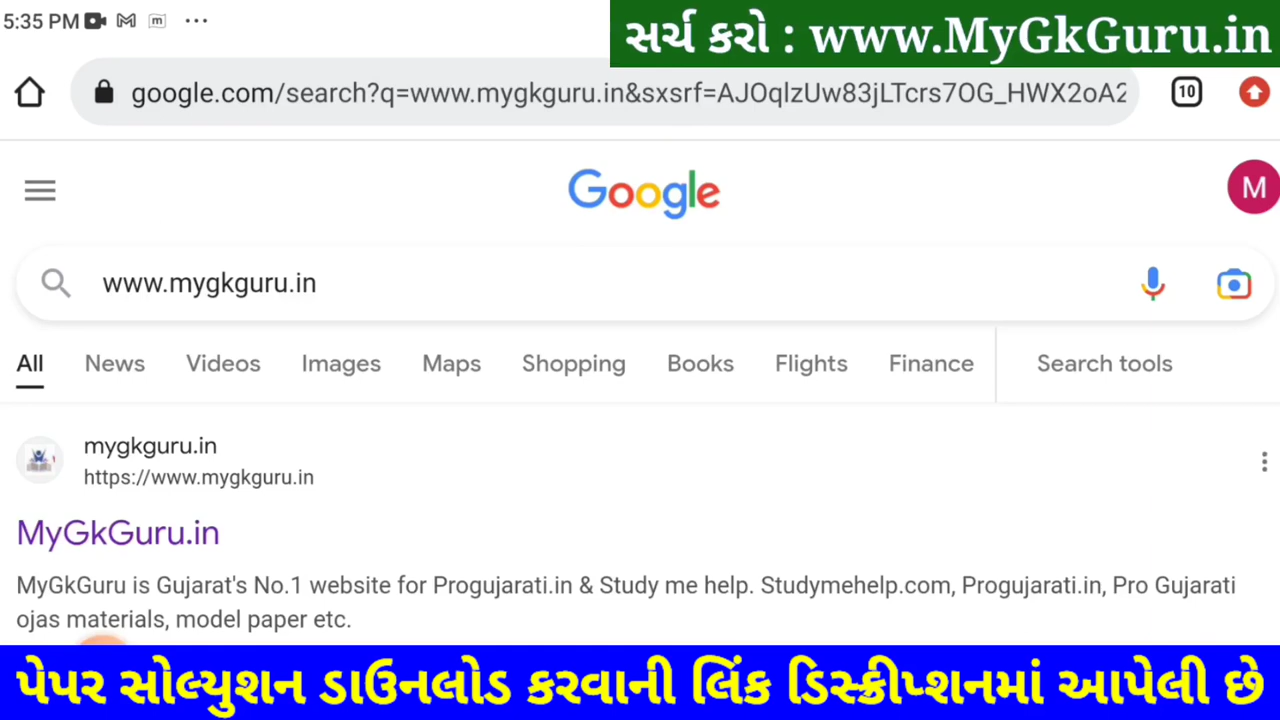 5:35 PM
સર્ચ કરો : www.MyGkGuru.in
google.com/search?q=www.mygkguru.in&sxsrf=AJOqlzUw83jLTcrs7OG_HWX2oA2
10
Google
M
www.mygkguru.in
All News Videos Images Maps Shopping Books Flights Finance Search tools
mygkguru.in
https://www.mygkguru.in
MyGkGuru.in
MyGkGuru is Gujarat's No.1 website for Progujarati.in & Study me help. Studymehelp.com, Progujarati.in, Pro Gujarati
ojas materials, model paper etc.
પેપર સોલ્યુશન ડાઉનલોડ કરવાની લિંક ડિસ્ક્રીપ્શનમાં આપેલી છે